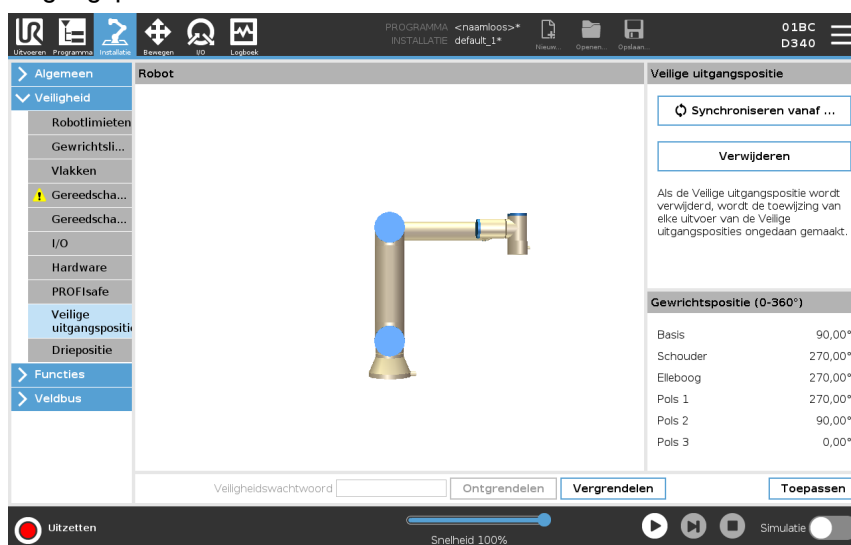 PROGRAMMA <naamloos>*
INSTALLATIE default_1*
Uitvoeren Programma Installatie Bewegen I/O Logboek
Nieuw... Openen... Opslaan...
01BC
D340
Algemeen
Veiligheid
Robotlimieten
Gewrichtsli...
Vlakken
Gereedscha...
Gereedscha...
I/O
Hardware
PROFIsafe
Veilige
uitgangspositi
Driepositie
Functies
Veldbus
Robot
Veilige uitgangspositie
Synchroniseren vanaf ...
Verwijderen
Als de Veilige uitgangspositie wordt
verwijderd, wordt de toewijzing van
elke uitvoer van de Veilige
uitgangsposities ongedaan gemaakt.
Gewrichtspositie (0-360°)
Basis 90,00°
Schouder 270,00°
Elleboog 270,00°
Pols 1 270,00°
Pols 2 90,00°
Pols 3 0,00°
Veiligheidswachtwoord Ontgrendelen Vergrendelen Toepassen
Uitzetten
Snelheid 100%
Simulatie